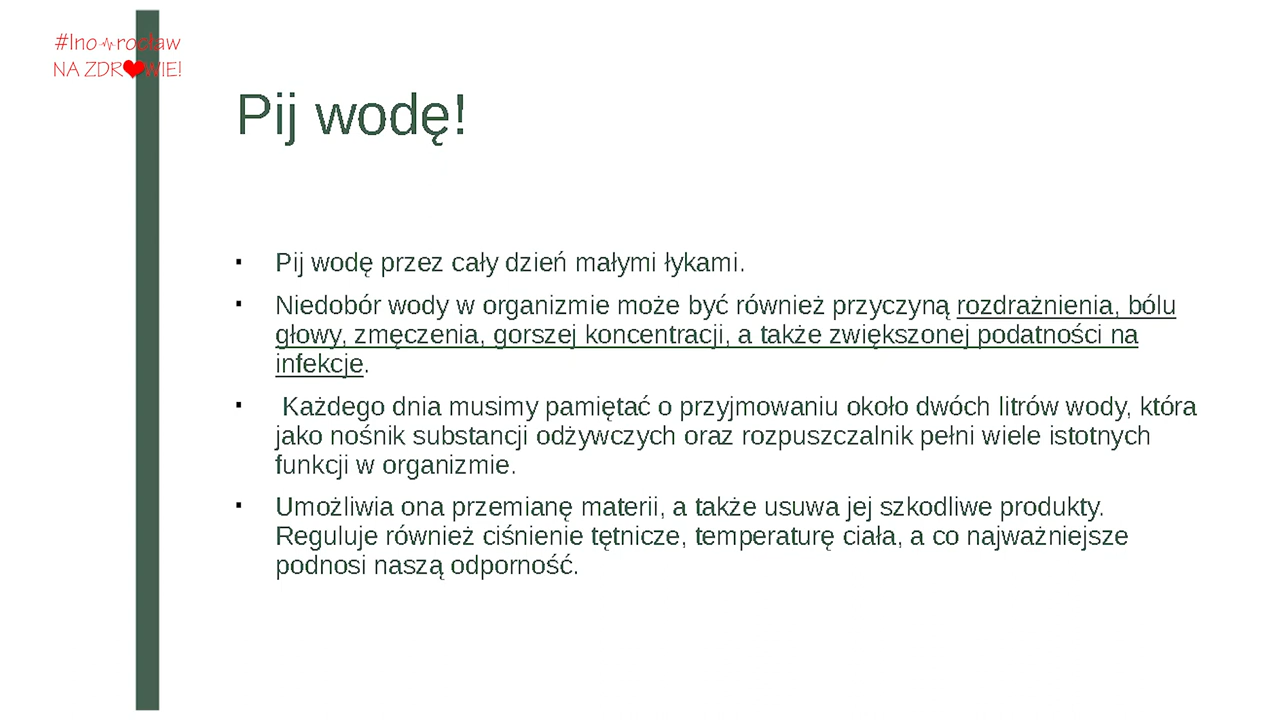 #Ino rocław
NA ZDR WIE!
Pij wodę!
▪ Pij wodę przez cały dzień małymi łykami.
▪ Niedobór wody w organizmie może być również przyczyną rozdrażnienia, bólu
głowy, zmęczenia, gorszej koncentracji, a także zwiększonej podatności na
infekcje.
▪ Każdego dnia musimy pamiętać o przyjmowaniu około dwóch litrów wody, która
jako nośnik substancji odżywczych oraz rozpuszczalnik pełni wiele istotnych
funkcji w organizmie.
▪ Umożliwia ona przemianę materii, a także usuwa jej szkodliwe produkty.
Reguluje również ciśnienie tętnicze, temperaturę ciała, a co najważniejsze
podnosi naszą odporność.